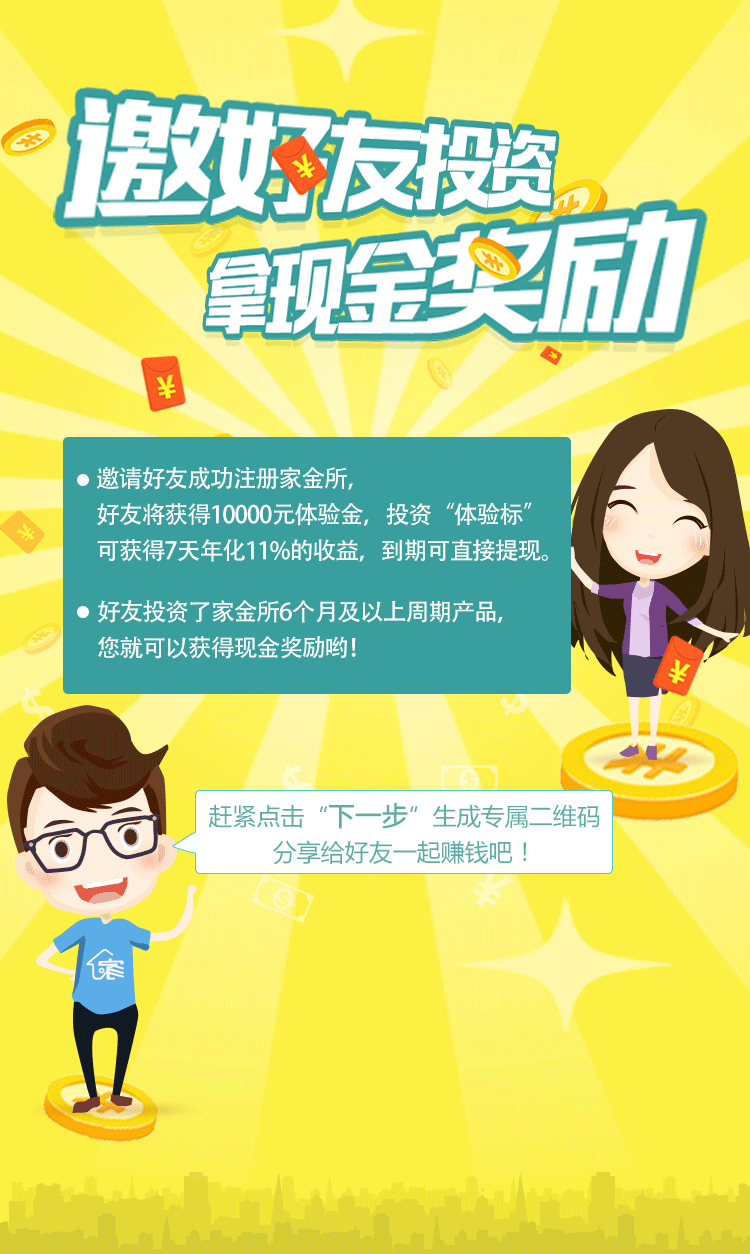 邀好友投资
拿现金奖励
邀请好友成功注册家金所，
好友将获得10000元体验金，投资“体验标”
可获得7天年化11%的收益，到期可直接提现。
好友投资了家金所6个月及以上周期产品，
您就可以获得现金奖励哟！
赶紧点击“下一步”生成专属二维码
分享给好友一起赚钱吧！